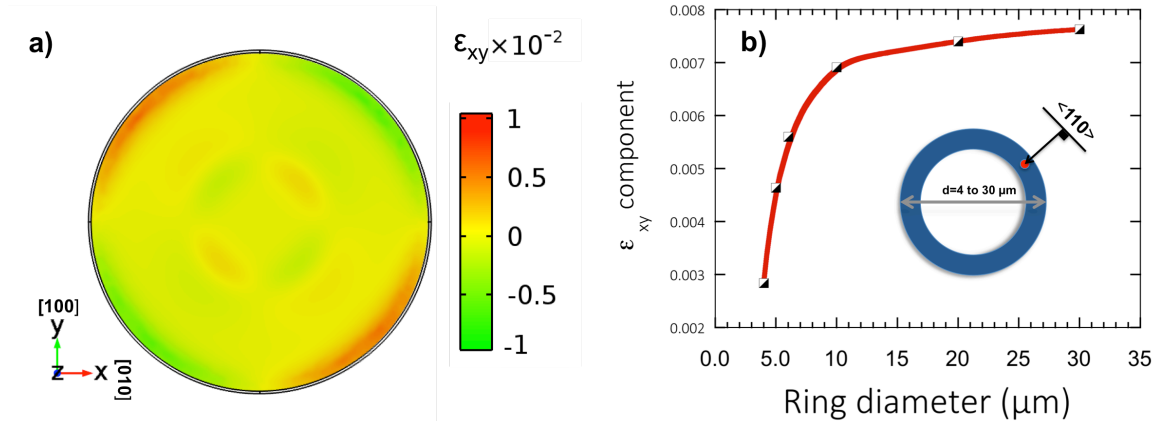 a)
εxy×10⁻²
1
0.5
0
-0.5
-1
[100]
y
z
x
[010]
b)
0.008
0.007
0.006
0.005
0.004
0.003
0.002
ε xy component
<110>
d=4 to 30 μm
0.0
5.0
10
15
20
25
30
35
Ring diameter (μm)